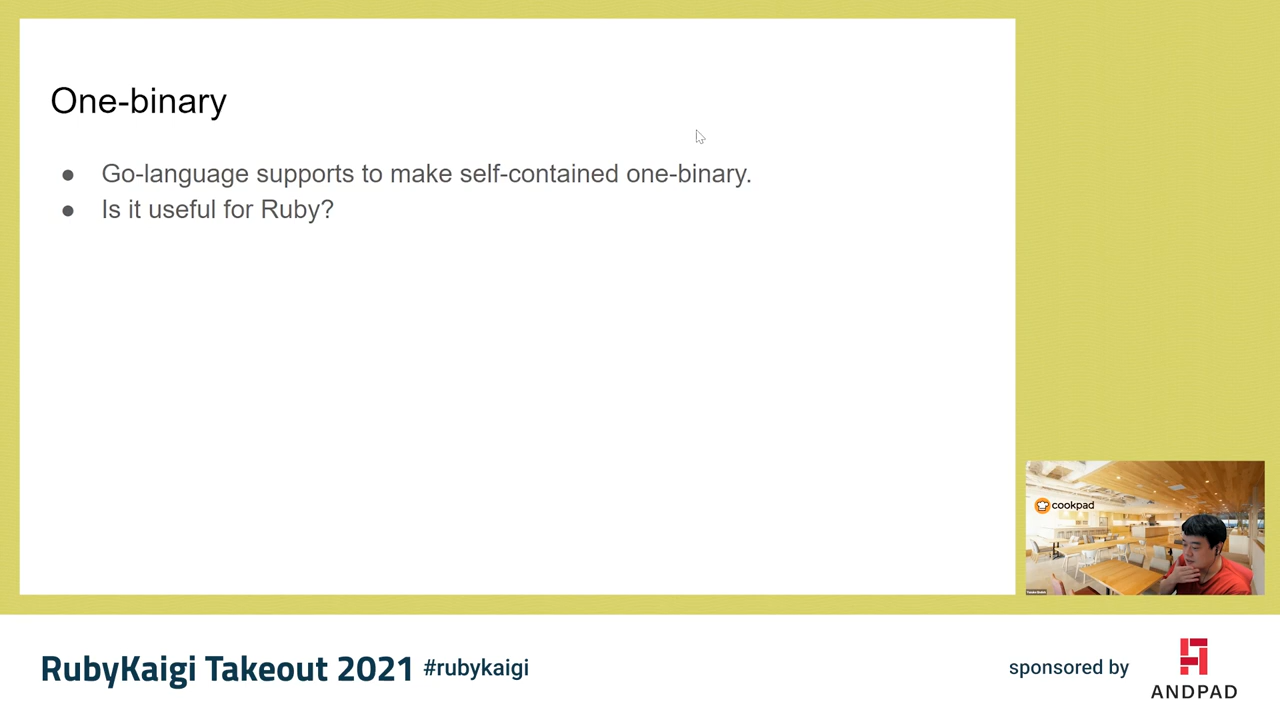 One-binary
● Go-language supports to make self-contained one-binary.
● Is it useful for Ruby?
cookpad
RubyKaigi Takeout 2021 #rubykaigi
sponsored by
ANDPAD